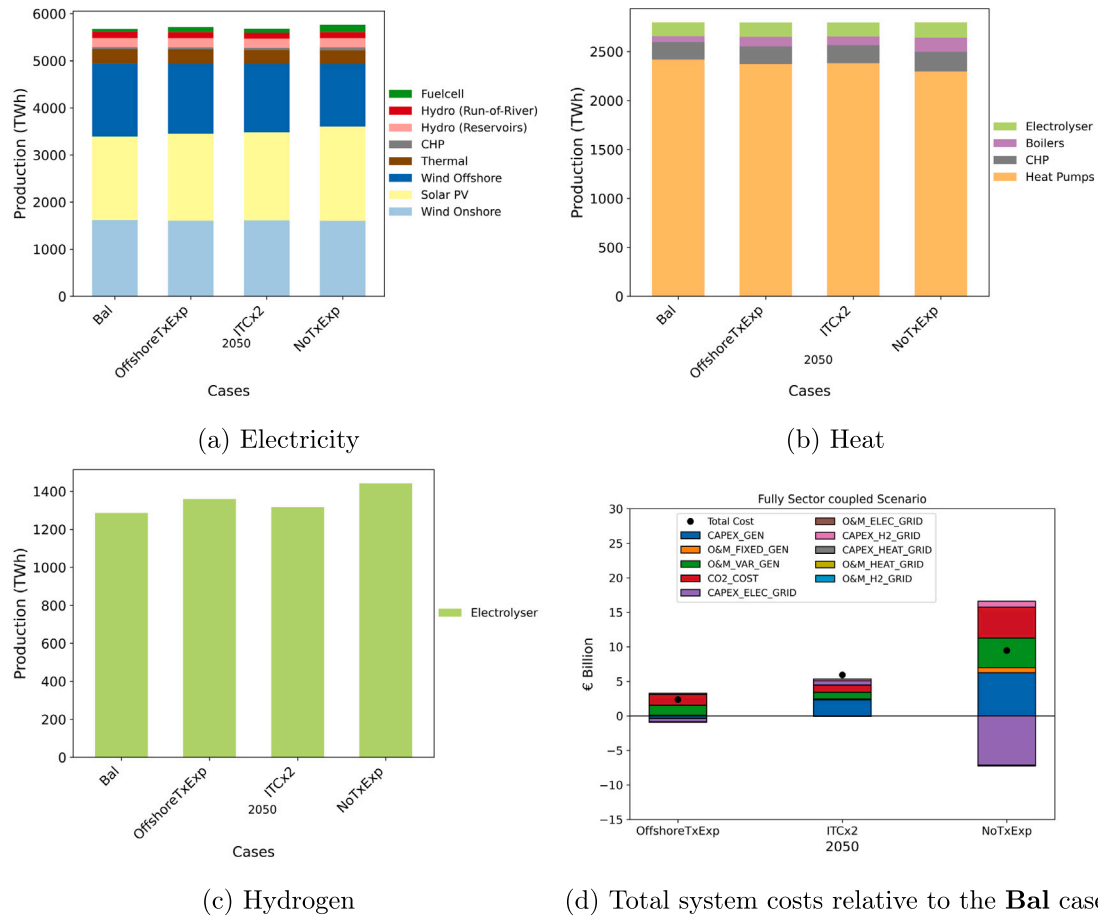 6000
5000
4000
3000
2000
1000
0
Production (TWh)
Fuelcell
Hydro (Run-of-River)
Hydro (Reservoirs)
CHP
Thermal
Wind Offshore
Solar PV
Wind Onshore
Bal
OffshoreTxExp
ITCx2
NoTxExp
2050
Cases
(a) Electricity
2500
2000
1500
1000
500
0
Production (TWh)
Electrolyser
Boilers
CHP
Heat Pumps
Bal
OffshoreTxExp
ITCx2
NoTxExp
2050
Cases
(b) Heat
1400
1200
1000
800
600
400
200
0
Production (TWh)
Electrolyser
Bal
OffshoreTxExp
ITCx2
NoTxExp
2050
Cases
(c) Hydrogen
Fully Sector coupled Scenario
Total Cost
CAPEX_GEN
O&M_FIXED_GEN
O&M_VAR_GEN
CO2_COST
CAPEX_ELEC_GRID
O&M_ELEC_GRID
CAPEX_H2_GRID
CAPEX_HEAT_GRID
O&M_HEAT_GRID
O&M_H2_GRID
30
25
20
15
10
5
0
−5
−10
−15
€ Billion
OffshoreTxExp
ITCx2
NoTxExp
2050
(d) Total system costs relative to the Bal case